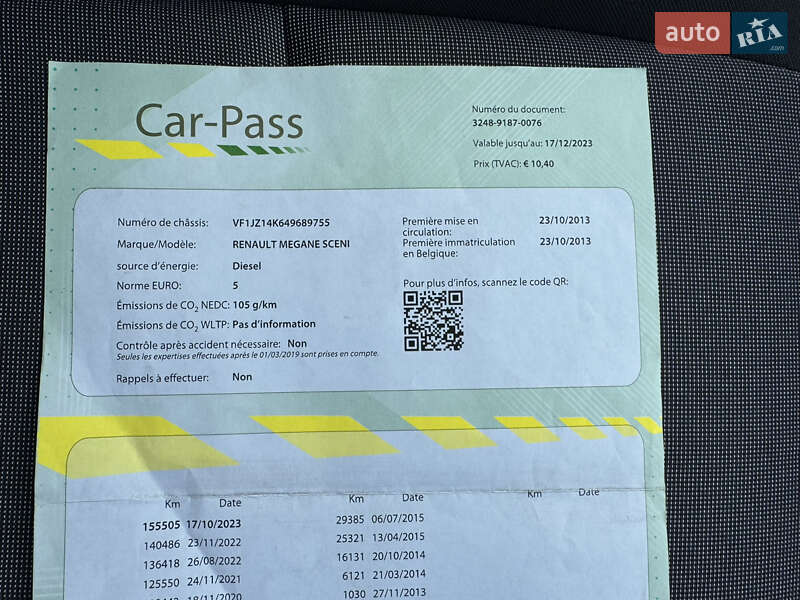 auto RIA .com
Car-Pass
Numéro du document:
3248-9187-0076
Valable jusqu'au: 17/12/2023
Prix (TVAC): € 10,40
Numéro de châssis: VF1JZ14K649689755
Marque/Modèle: RENAULT MEGANE SCENI
source d'énergie: Diesel
Norme EURO: 5
Émissions de CO2 NEDC: 105 g/km
Émissions de CO2 WLTP: Pas d'information
Contrôle après accident nécessaire: Non
Seules les expertises effectuées après le 01/03/2019 sont prises en compte.
Rappels à effectuer: Non
Première mise en circulation: 23/10/2013
Première immatriculation en Belgique: 23/10/2013
Pour plus d'infos, scannez le code QR:
Km Date Km Date Km Date
155505 17/10/2023 29385 06/07/2015
140486 23/11/2022 25321 13/04/2015
136418 26/08/2022 16131 20/10/2014
125550 24/11/2021 6121 21/03/2014
18/11/2020 1030 27/11/2013